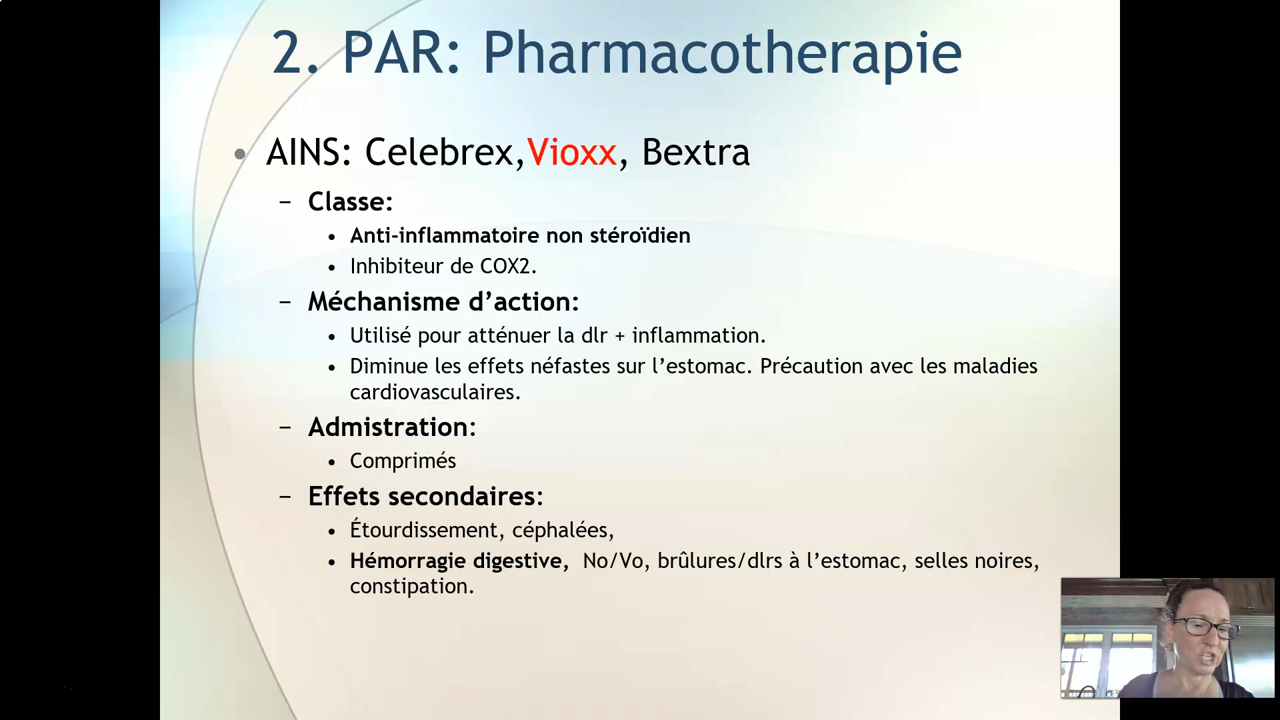 2. PAR: Pharmacotherapie
• AINS: Celebrex,Vioxx, Bextra
– Classe:
• Anti-inflammatoire non stéroïdien
• Inhibiteur de COX2.
– Méchanisme d’action:
• Utilisé pour atténuer la dlr + inflammation.
• Diminue les effets néfastes sur l’estomac. Précaution avec les maladies
cardiovasculaires.
– Admistration:
• Comprimés
– Effets secondaires:
• Étourdissement, céphalées,
• Hémorragie digestive, No/Vo, brûlures/dlrs à l’estomac, selles noires,
constipation.